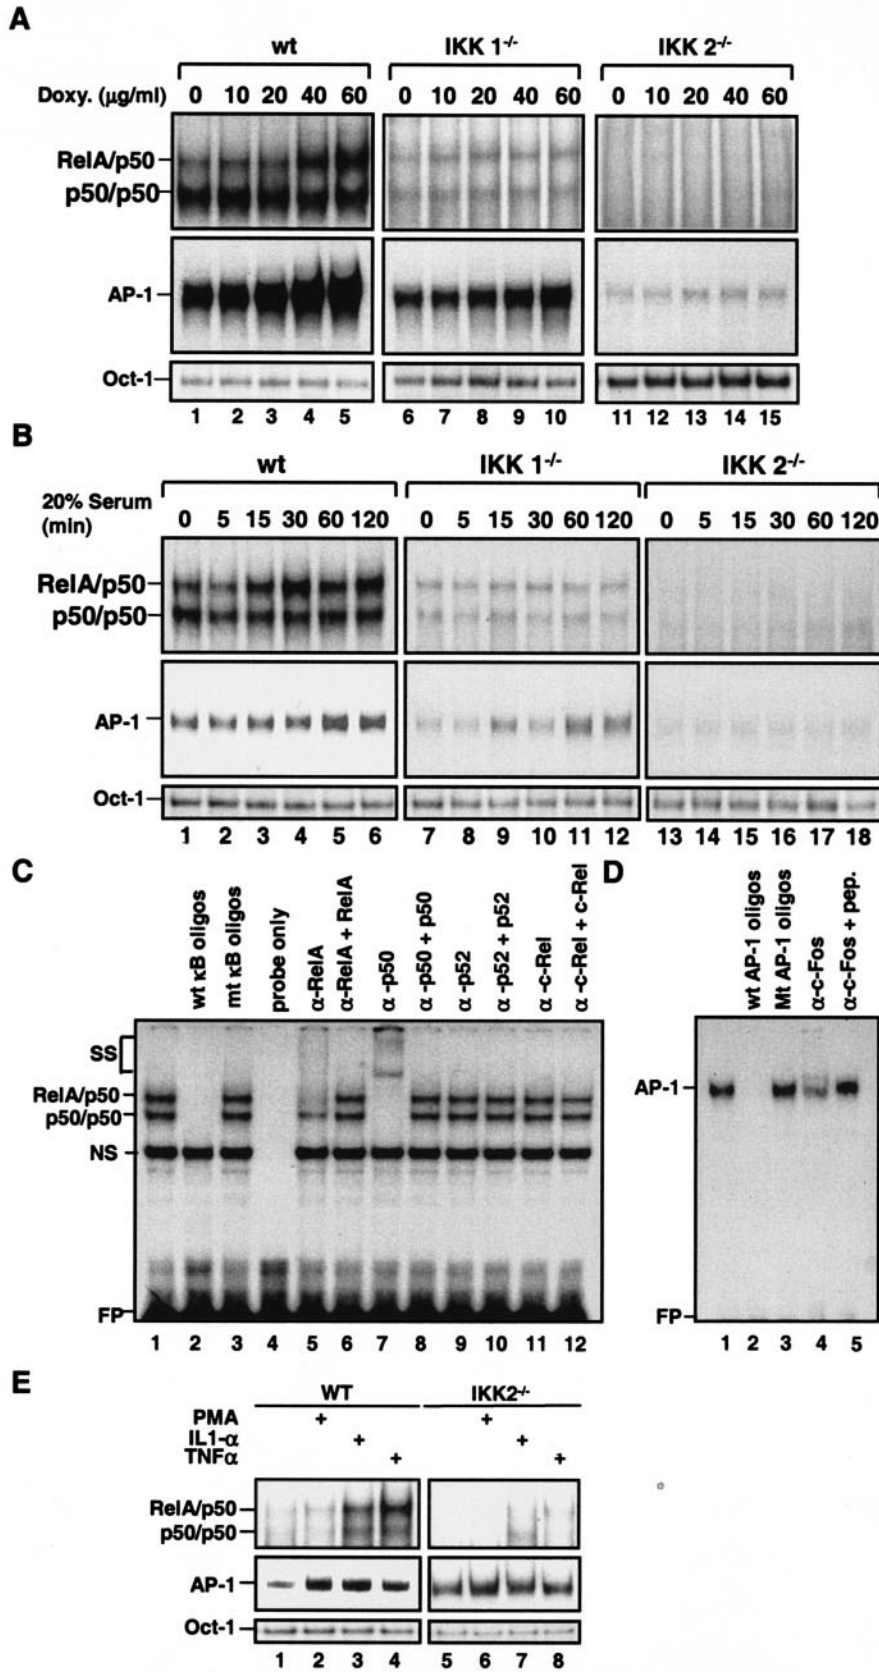 A
wt IKK 1-/- IKK 2-/-
Doxy. (μg/ml) 0 10 20 40 60 0 10 20 40 60 0 10 20 40 60
RelA/p50
p50/p50
AP-1
Oct-1
1 2 3 4 5 6 7 8 9 10 11 12 13 14 15
B
wt IKK 1-/- IKK 2-/-
20% Serum
(min) 0 5 15 30 60 120 0 5 15 30 60 120 0 5 15 30 60 120
RelA/p50
p50/p50
AP-1
Oct-1
1 2 3 4 5 6 7 8 9 10 11 12 13 14 15 16 17 18
C
wt κB oligos
mt κB oligos
probe only
α-RelA
α-RelA + RelA
α -p50
α -p50 + p50
α -p52
α -p52 + p52
α -c-Rel
α -c-Rel + c-Rel
SS
RelA/p50
p50/p50
NS
FP
1 2 3 4 5 6 7 8 9 10 11 12
D
wt AP-1 oligos
Mt AP-1 oligos
α-c-Fos
α-c-Fos + pep.
AP-1
FP
1 2 3 4 5
E
WT IKK2-/-
PMA + +
IL1-α + +
TNFα + +
RelA/p50
p50/p50
AP-1
Oct-1
1 2 3 4 5 6 7 8